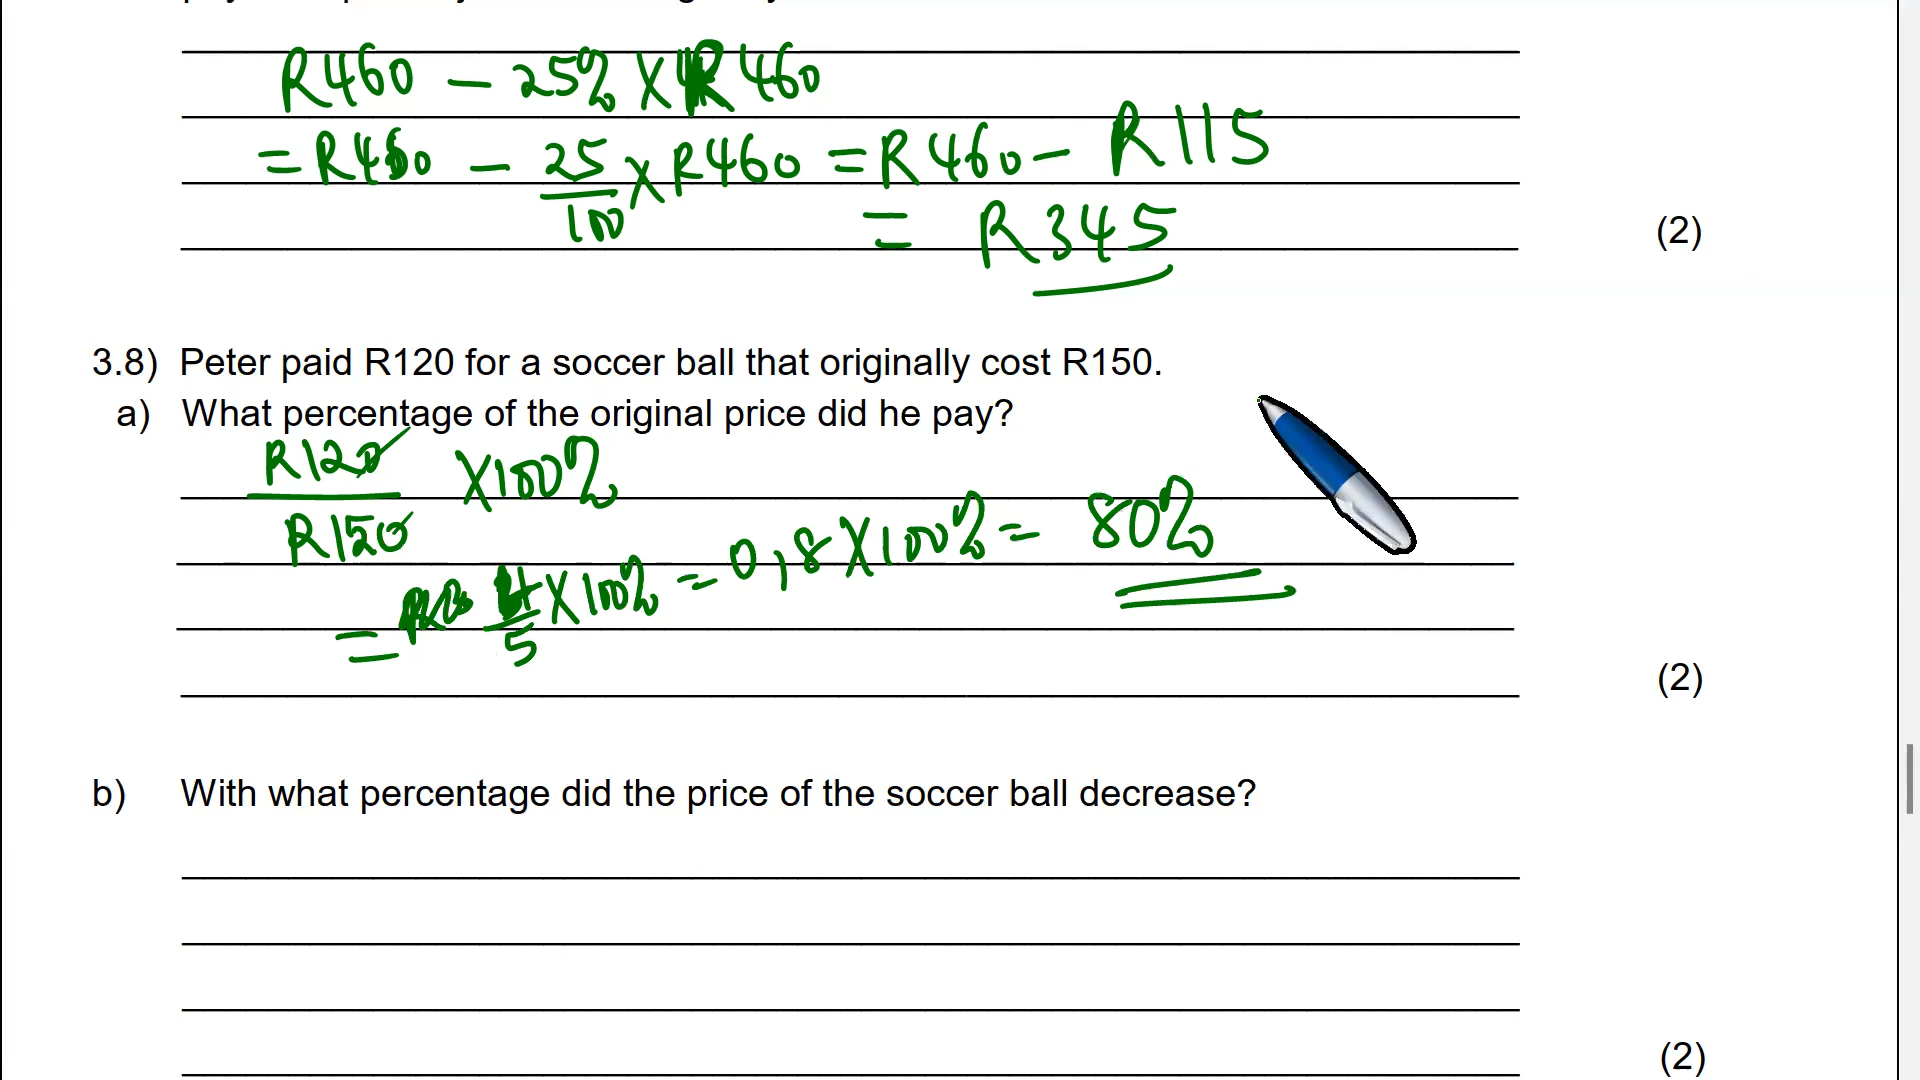 R460 - 25% × R460
= R460 - 25/100 × R460 = R460 - R115
= R345
(2)
3.8) Peter paid R120 for a soccer ball that originally cost R150.
a) What percentage of the original price did he pay?
R120/R150 × 100%
= 4/5 × 100% = 0,8 × 100% = 80%
(2)
b) With what percentage did the price of the soccer ball decrease?
(2)